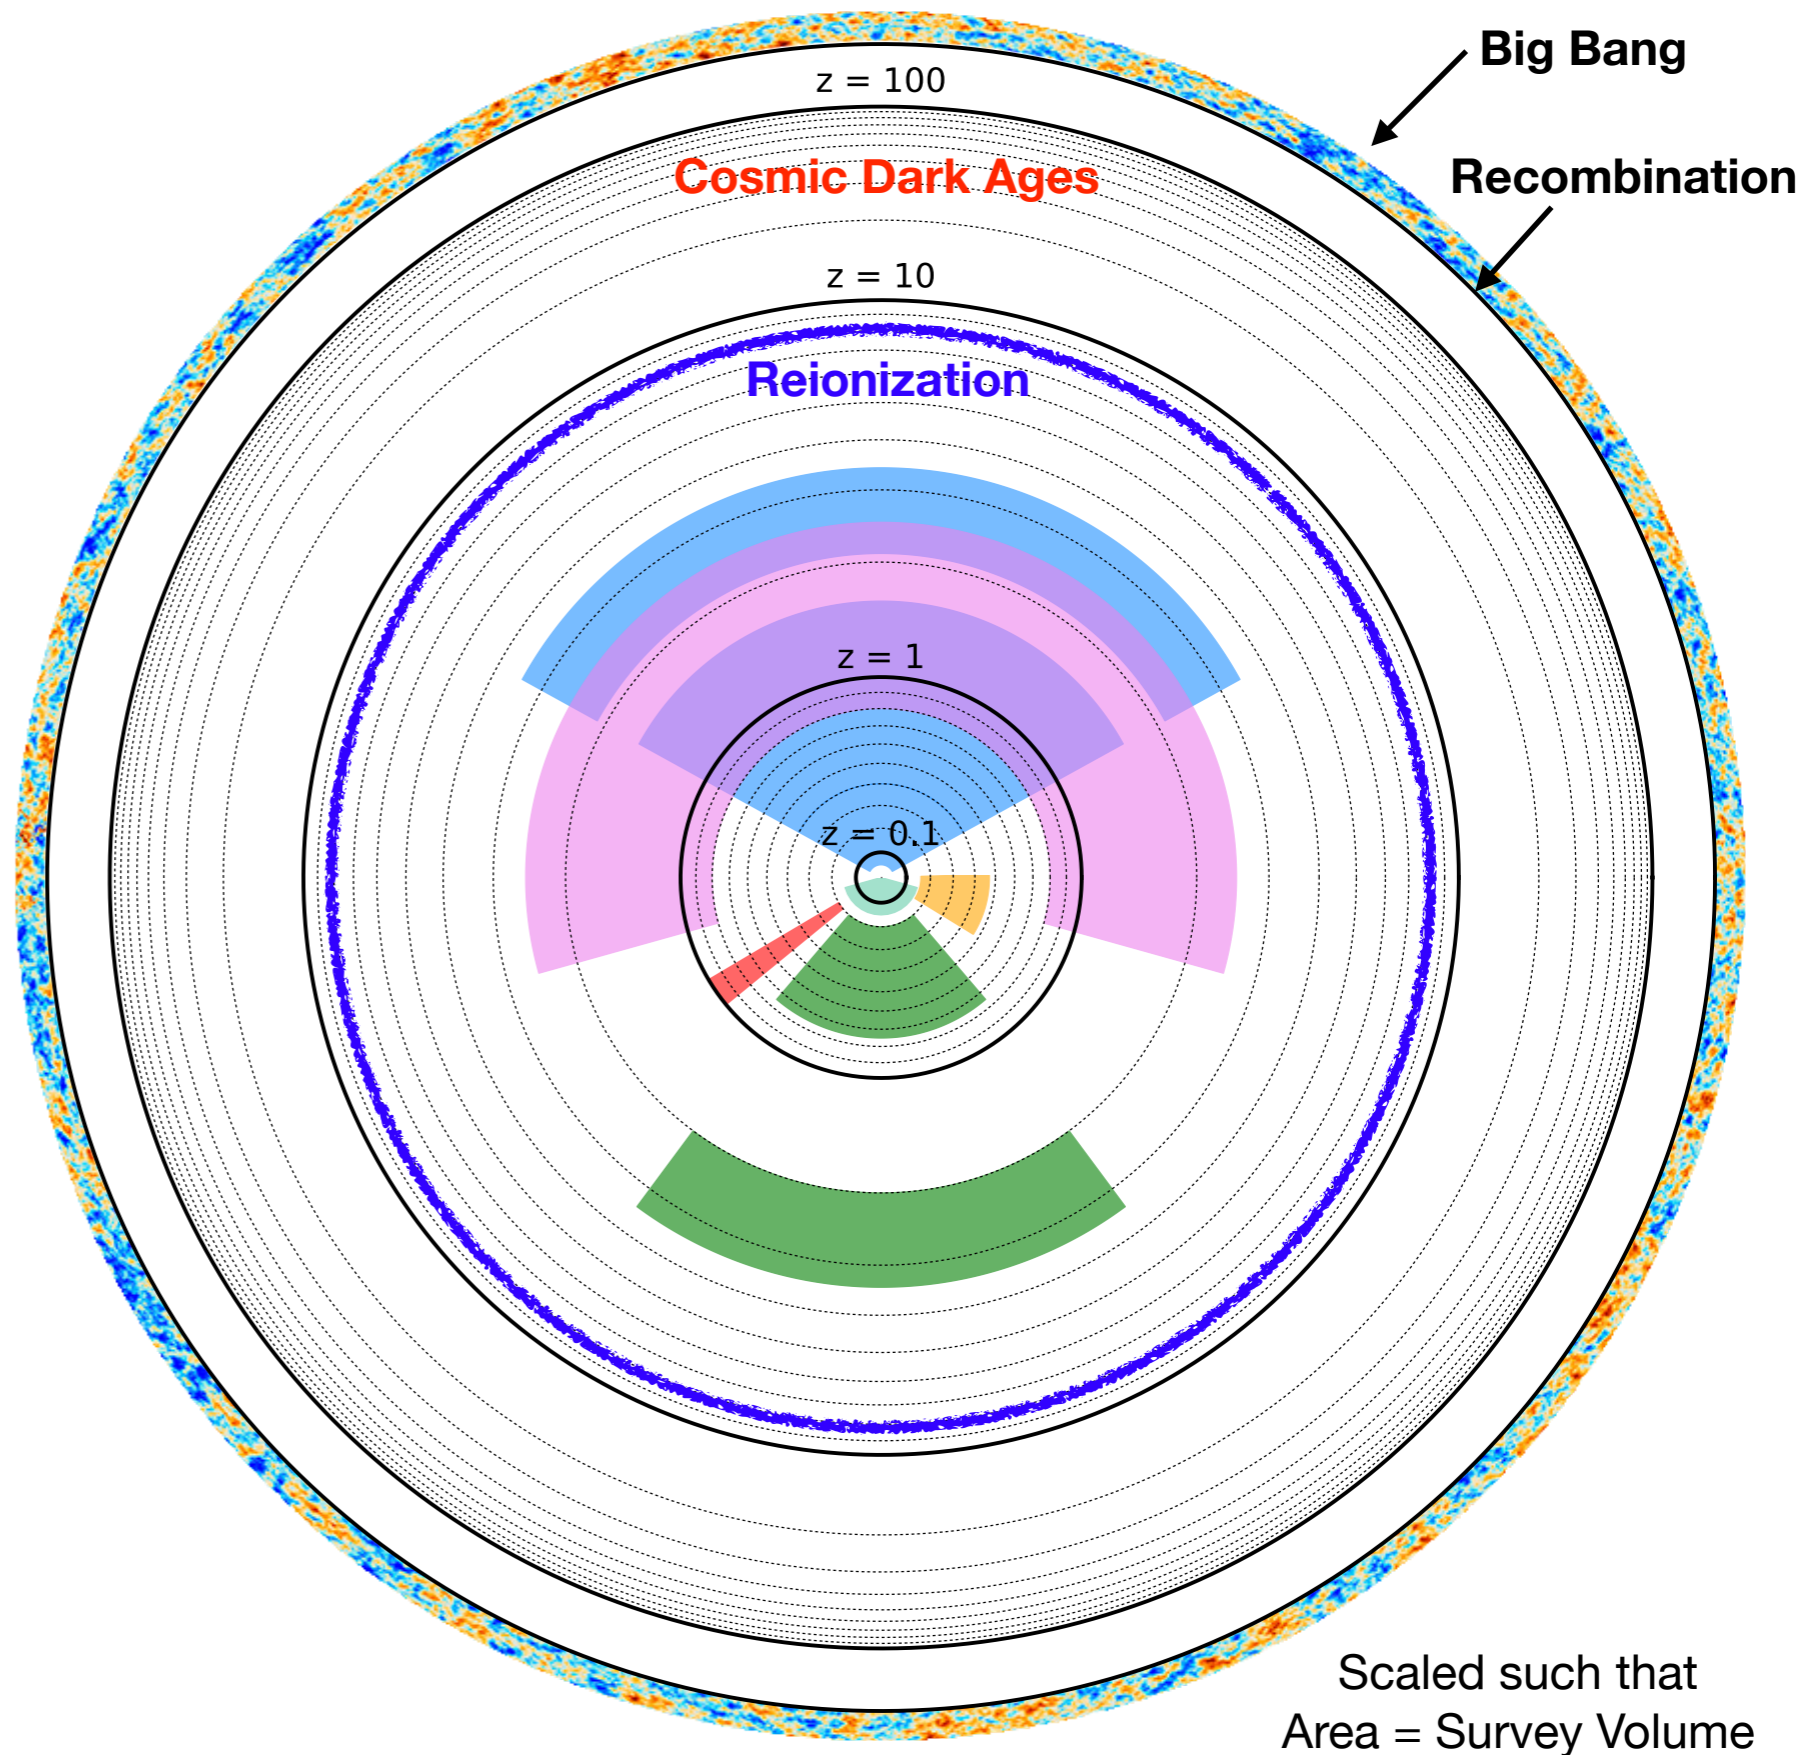 Big Bang
z = 100
Cosmic Dark Ages
Recombination
z = 10
Reionization
z = 1
z = 0.1
Scaled such that
Area = Survey Volume